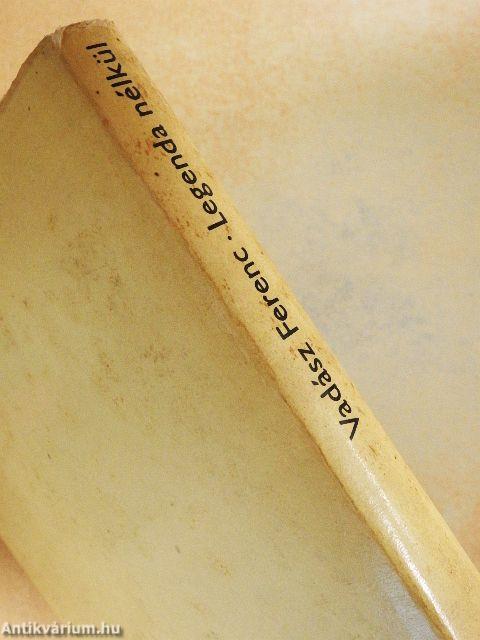 Vadász Ferenc · Legenda nélkül
Antikvárium.hu